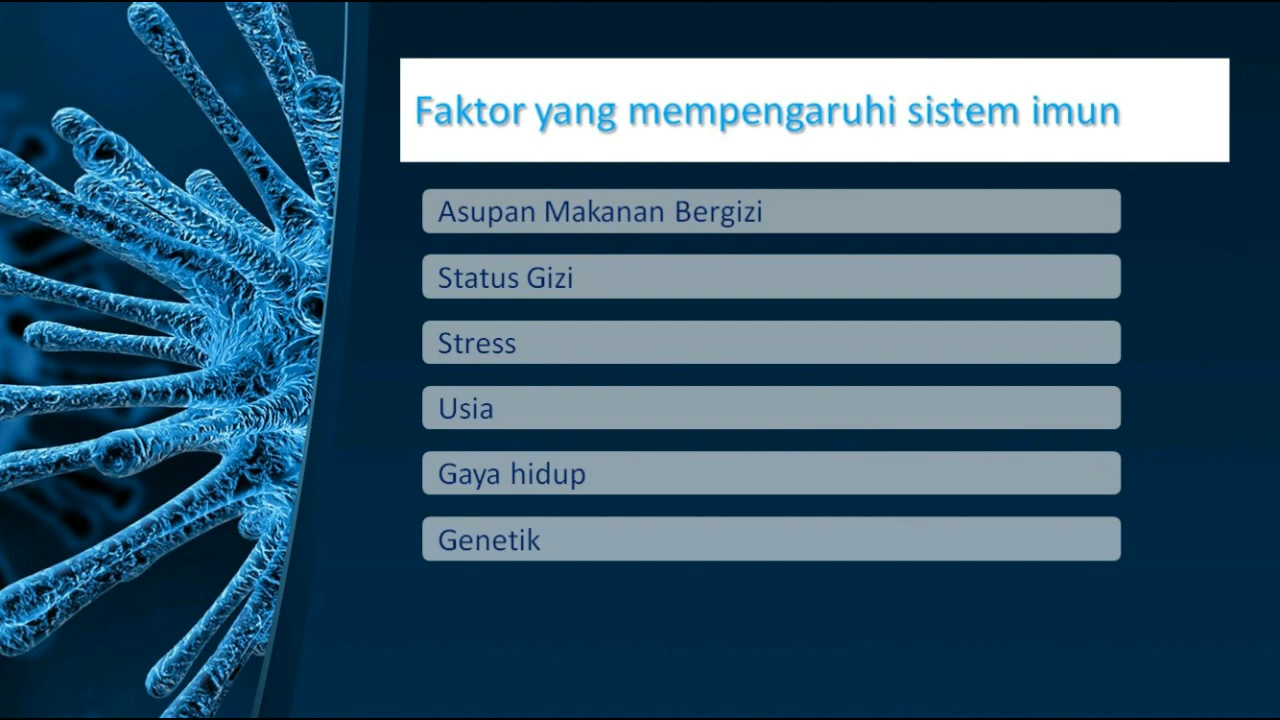 Faktor yang mempengaruhi sistem imun
Asupan Makanan Bergizi
Status Gizi
Stress
Usia
Gaya hidup
Genetik